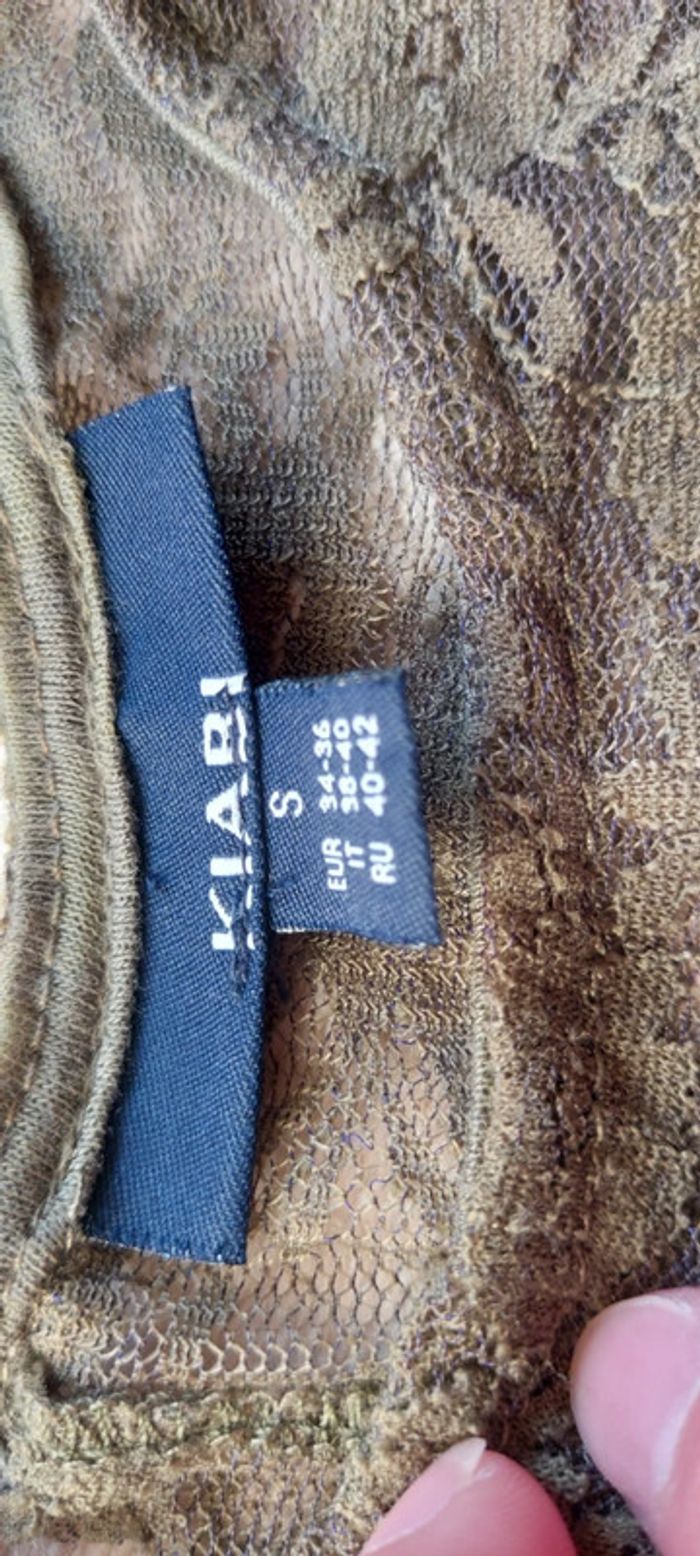 KIABI
S
EUR 34-36
IT 38-40
RU 40-42